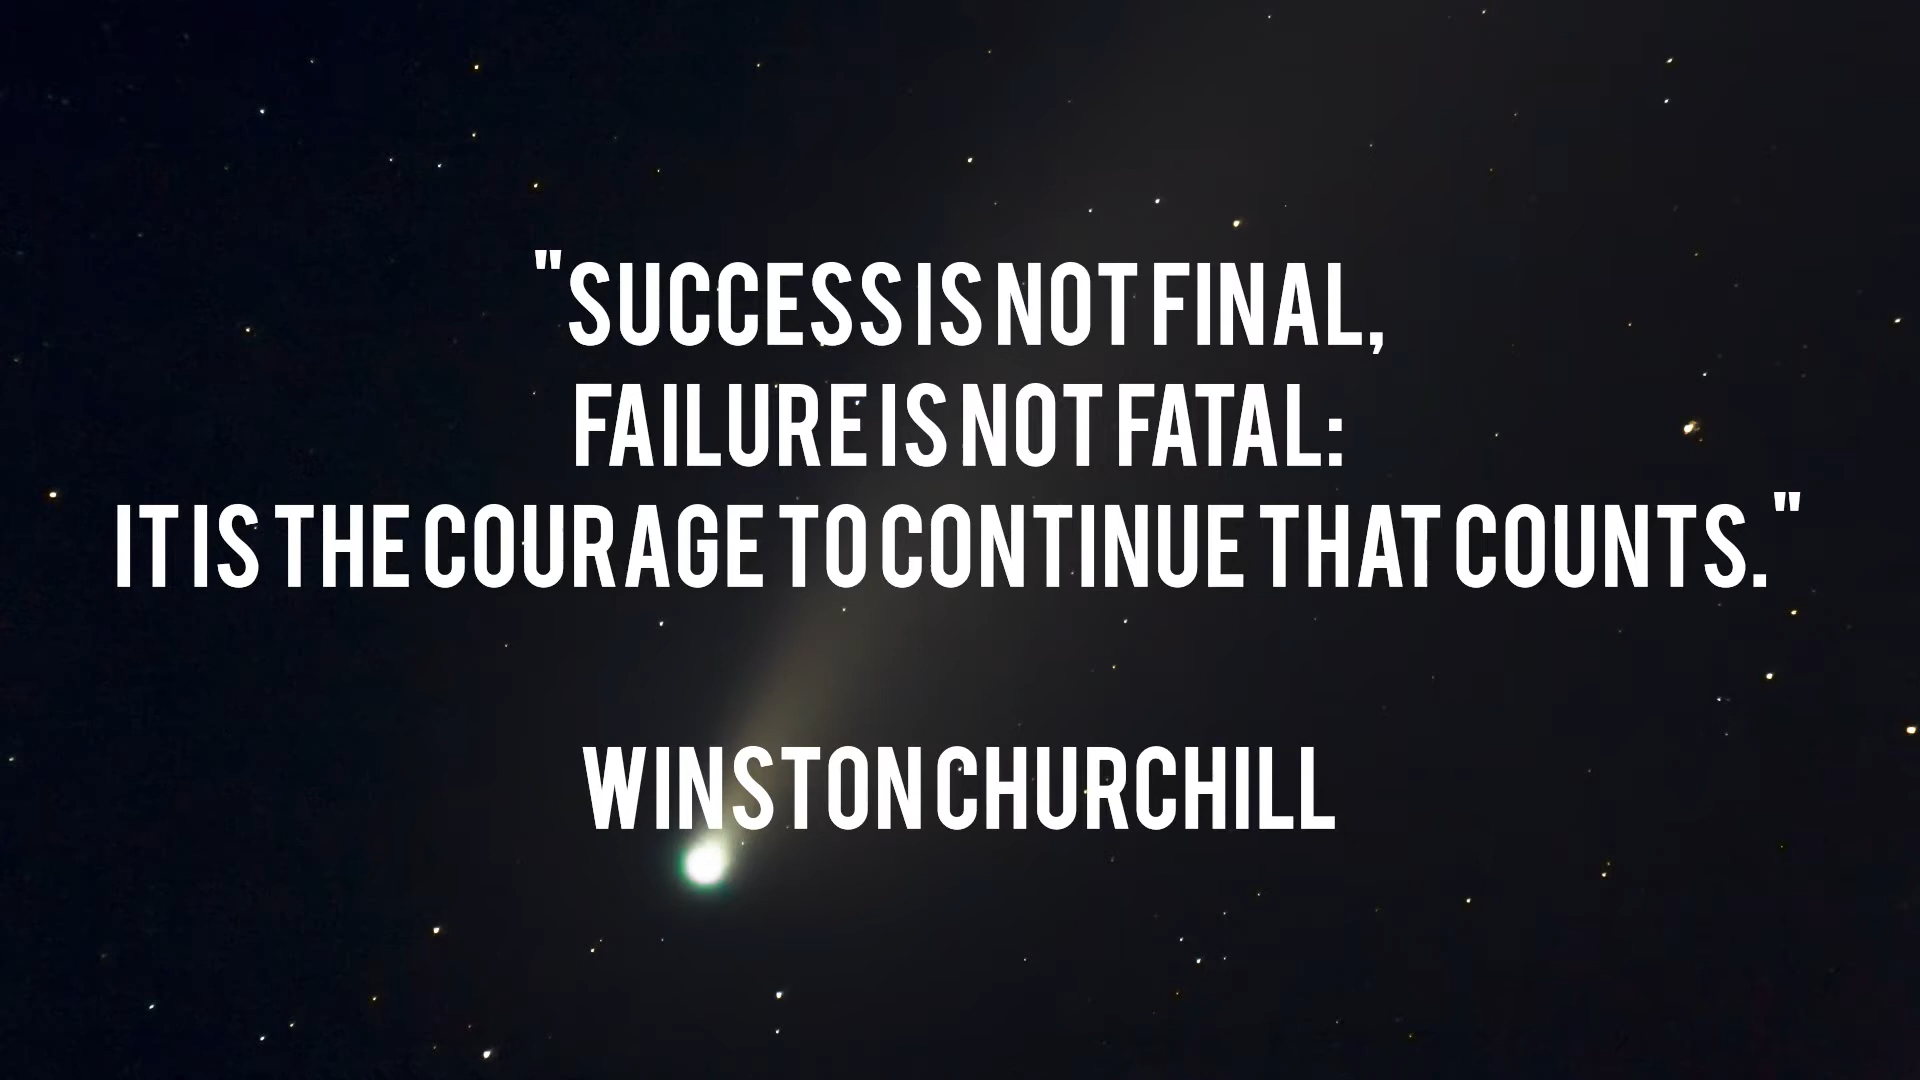 "SUCCESS IS NOT FINAL,
FAILURE IS NOT FATAL:
IT IS THE COURAGE TO CONTINUE THAT COUNTS."
WINSTON CHURCHILL